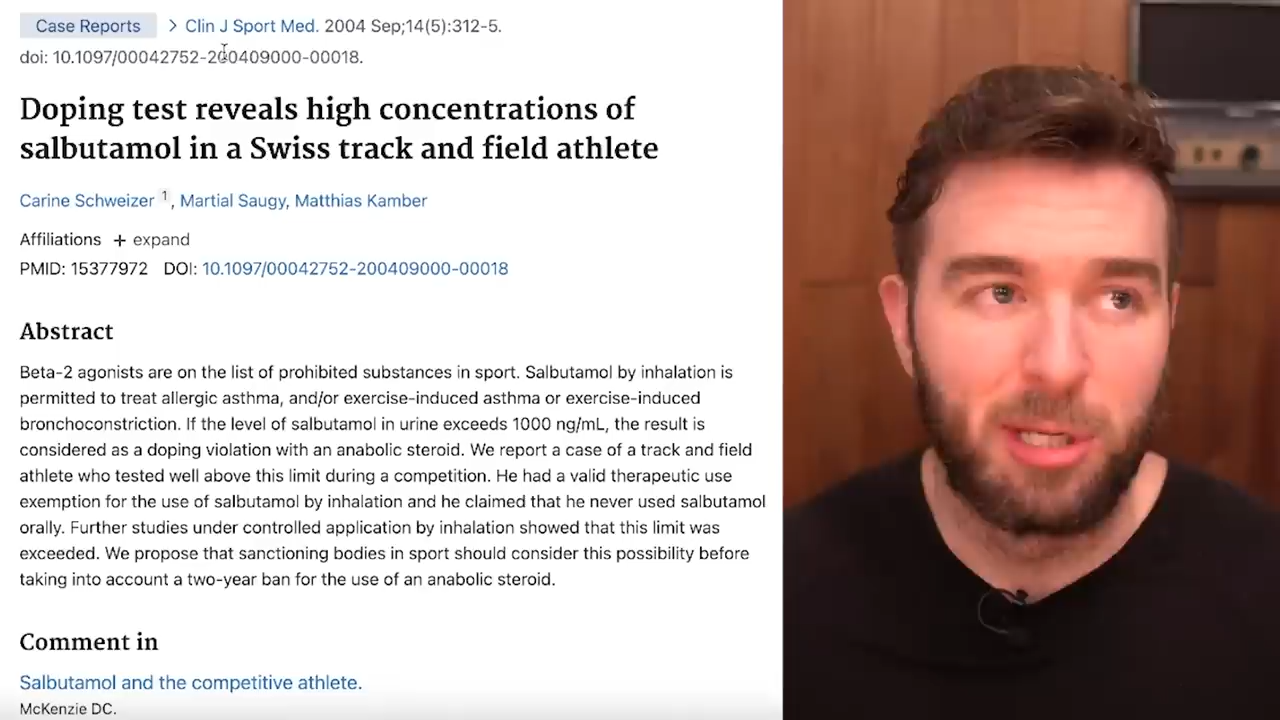 Case Reports > Clin J Sport Med. 2004 Sep;14(5):312-5.
doi: 10.1097/00042752-200409000-00018.
Doping test reveals high concentrations of
salbutamol in a Swiss track and field athlete
Carine Schweizer 1, Martial Saugy, Matthias Kamber
Affiliations + expand
PMID: 15377972 DOI: 10.1097/00042752-200409000-00018
Abstract
Beta-2 agonists are on the list of prohibited substances in sport. Salbutamol by inhalation is
permitted to treat allergic asthma, and/or exercise-induced asthma or exercise-induced
bronchoconstriction. If the level of salbutamol in urine exceeds 1000 ng/mL, the result is
considered as a doping violation with an anabolic steroid. We report a case of a track and field
athlete who tested well above this limit during a competition. He had a valid therapeutic use
exemption for the use of salbutamol by inhalation and he claimed that he never used salbutamol
orally. Further studies under controlled application by inhalation showed that this limit was
exceeded. We propose that sanctioning bodies in sport should consider this possibility before
taking into account a two-year ban for the use of an anabolic steroid.
Comment in
Salbutamol and the competitive athlete.
McKenzie DC.